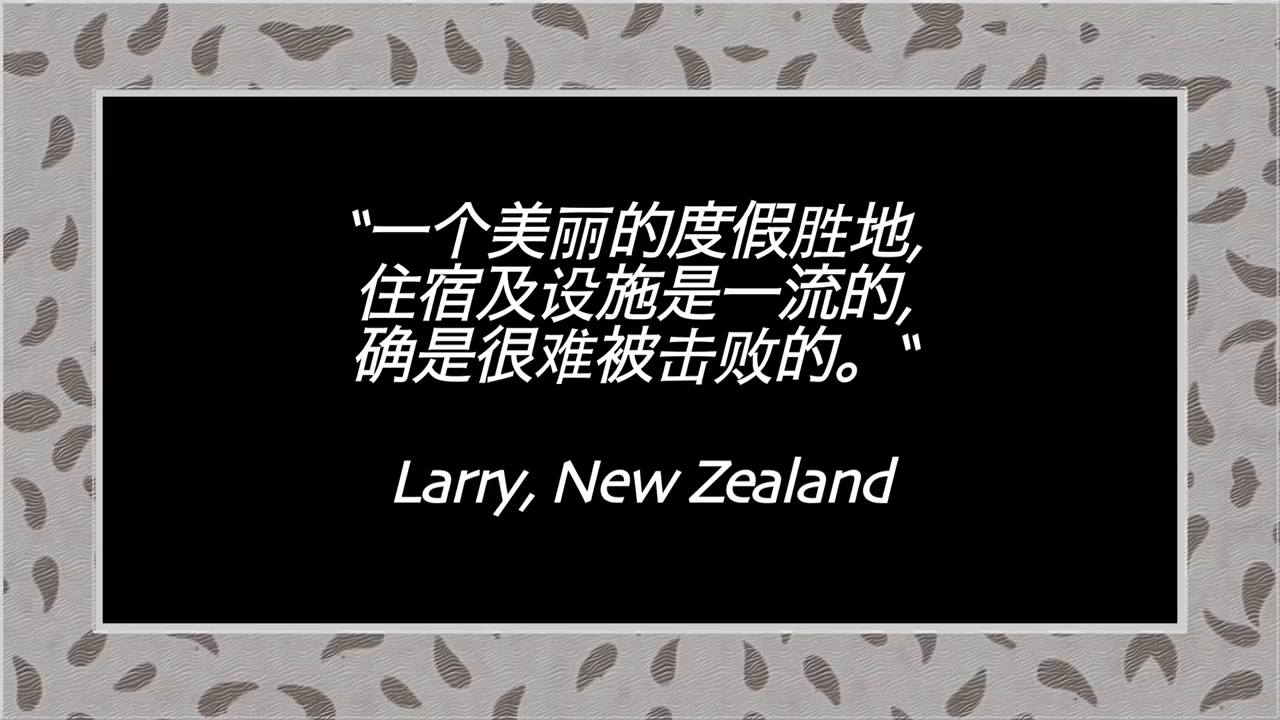 "一个美丽的度假胜地,
住宿及设施是一流的,
确是很难被击败的。"
Larry, New Zealand